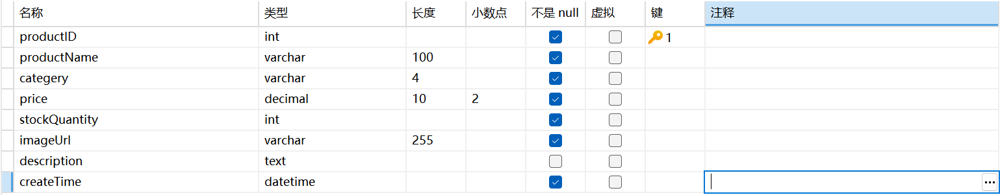 名称 类型 长度 小数点 不是 null 虚拟 键 注释
productID int 1
productName varchar 100
categery varchar 4
price decimal 10 2
stockQuantity int
imageUrl varchar 255
description text
createTime datetime ...